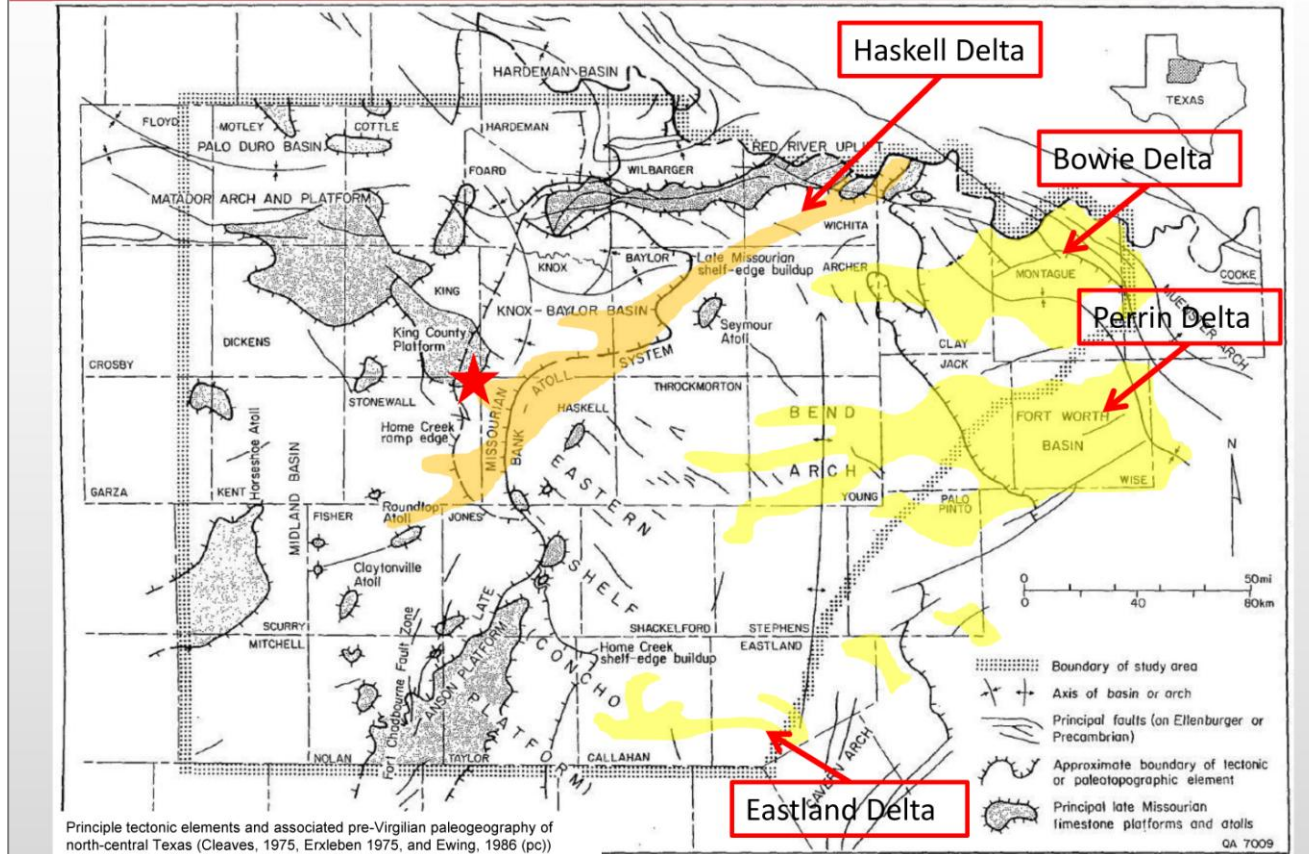 Haskell Delta
HARDEMAN BASIN
TEXAS
FLOYD
MOTLEY
COTTLE
HARDEMAN
PALO DURO BASIN
RED RIVER UPLIFT
Bowie Delta
FOARD
WILBARGER
MATADOR ARCH AND PLATFORM
WICHITA
KNOX
BAYLOR
Late Missourian
shelf-edge buildup
ARCHER
MONTAGUE
COOKE
KING
KNOX-BAYLOR BASIN
MUENSTER ARCH
Perrin Delta
King County
Platform
Seymour
Atoll
DICKENS
CLAY
JACK
CROSBY
STONEWALL
MISSOURIAN
BANK - ATOLL SYSTEM
THROCKMORTON
HASKELL
BEND
ARCH
FORT WORTH
BASIN
Home Creek
ramp edge
N
GARZA
KENT
Horseshoe Atoll
MIDLAND BASIN
EASTERN
SHELF
YOUNG
PALO
PINTO
WISE
FISHER
Roundtop
Atoll
JONES
Claytonville
Atoll
0 50mi
0 40 80km
SCURRY
MITCHELL
Fort Chadbourne Fault Zone
LATE
SHACKELFORD
STEPHENS
EASTLAND
Home Creek
shelf-edge buildup
ANSON PLATFORM
(CONCHO
PLATFORM)
Boundary of study area
Axis of basin or arch
Principal faults (on Ellenburger or
Precambrian)
NOLAN
TAYLOR
CALLAHAN
CAVERN ARCH
Approximate boundary of tectonic
or paleotopographic element
Eastland Delta
Principal late Missourian
limestone platforms and atolls
QA 7009
Principle tectonic elements and associated pre-Virgilian paleogeography of
north-central Texas (Cleaves, 1975, Erxleben 1975, and Ewing, 1986 (pc))